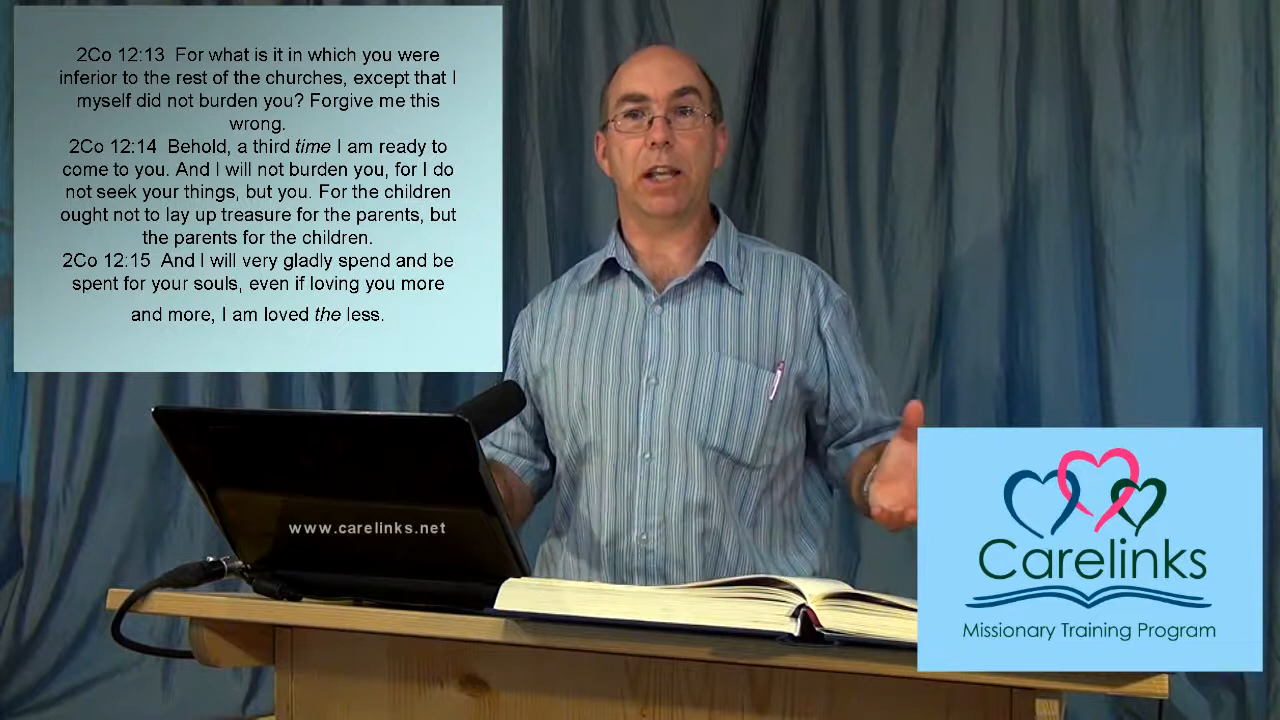 2Co 12:13 For what is it in which you were
inferior to the rest of the churches, except that I
myself did not burden you? Forgive me this
wrong.
2Co 12:14 Behold, a third time I am ready to
come to you. And I will not burden you, for I do
not seek your things, but you. For the children
ought not to lay up treasure for the parents, but
the parents for the children.
2Co 12:15 And I will very gladly spend and be
spent for your souls, even if loving you more
and more, I am loved the less.
www.carelinks.net
Carelinks
Missionary Training Program